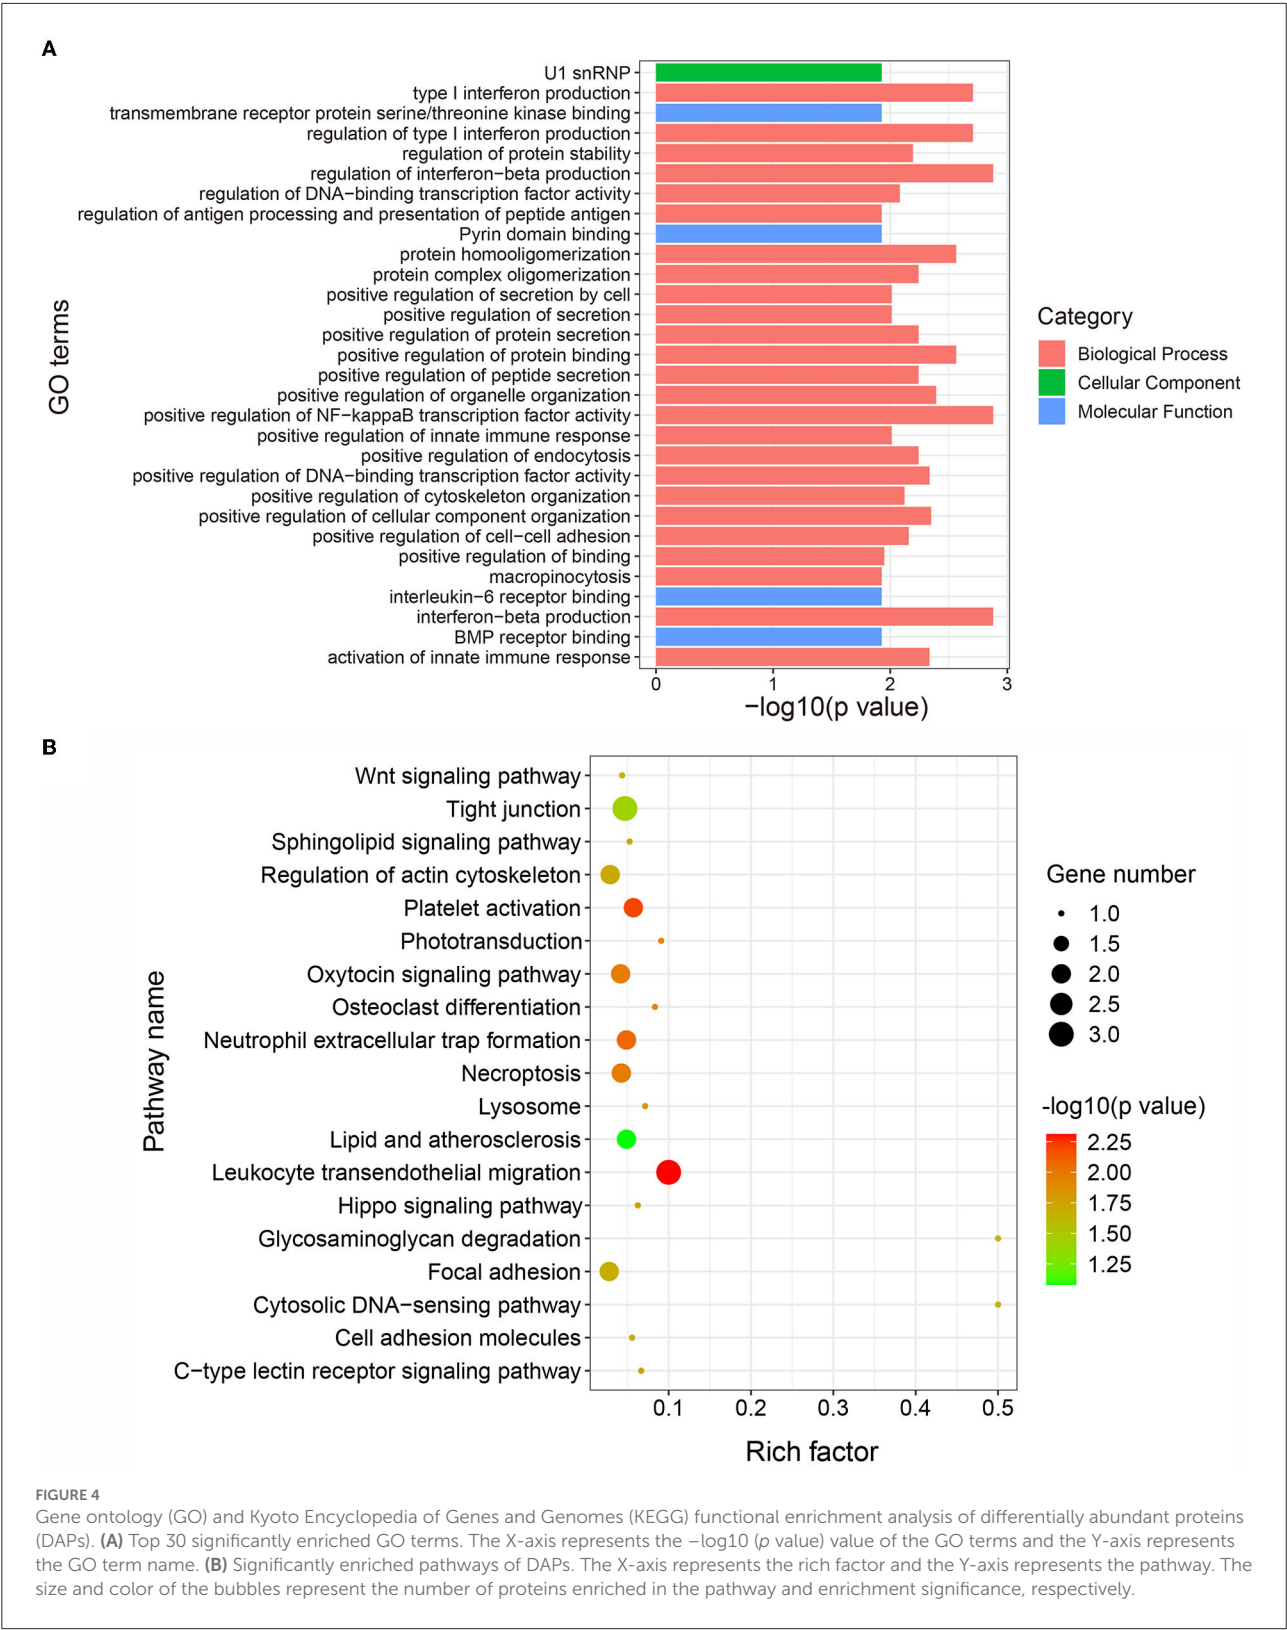 A
U1 snRNP
type I interferon production
transmembrane receptor protein serine/threonine kinase binding
regulation of type I interferon production
regulation of protein stability
regulation of interferon−beta production
regulation of DNA−binding transcription factor activity
regulation of antigen processing and presentation of peptide antigen
Pyrin domain binding
protein homooligomerization
protein complex oligomerization
positive regulation of secretion by cell
positive regulation of secretion
positive regulation of protein secretion
positive regulation of protein binding
positive regulation of peptide secretion
positive regulation of organelle organization
positive regulation of NF−kappaB transcription factor activity
positive regulation of innate immune response
positive regulation of endocytosis
positive regulation of DNA−binding transcription factor activity
positive regulation of cytoskeleton organization
positive regulation of cellular component organization
positive regulation of cell−cell adhesion
positive regulation of binding
macropinocytosis
interleukin−6 receptor binding
interferon−beta production
BMP receptor binding
activation of innate immune response
GO terms
0 1 2 3
−log10(p value)
Category
Biological Process
Cellular Component
Molecular Function
B
Wnt signaling pathway
Tight junction
Sphingolipid signaling pathway
Regulation of actin cytoskeleton
Platelet activation
Phototransduction
Oxytocin signaling pathway
Osteoclast differentiation
Neutrophil extracellular trap formation
Necroptosis
Lysosome
Lipid and atherosclerosis
Leukocyte transendothelial migration
Hippo signaling pathway
Glycosaminoglycan degradation
Focal adhesion
Cytosolic DNA−sensing pathway
Cell adhesion molecules
C−type lectin receptor signaling pathway
Pathway name
0.1 0.2 0.3 0.4 0.5
Rich factor
Gene number
1.0
1.5
2.0
2.5
3.0
-log10(p value)
2.25
2.00
1.75
1.50
1.25
FIGURE 4
Gene ontology (GO) and Kyoto Encyclopedia of Genes and Genomes (KEGG) functional enrichment analysis of differentially abundant proteins
(DAPs). (A) Top 30 significantly enriched GO terms. The X-axis represents the −log10 (p value) value of the GO terms and the Y-axis represents
the GO term name. (B) Significantly enriched pathways of DAPs. The X-axis represents the rich factor and the Y-axis represents the pathway. The
size and color of the bubbles represent the number of proteins enriched in the pathway and enrichment significance, respectively.